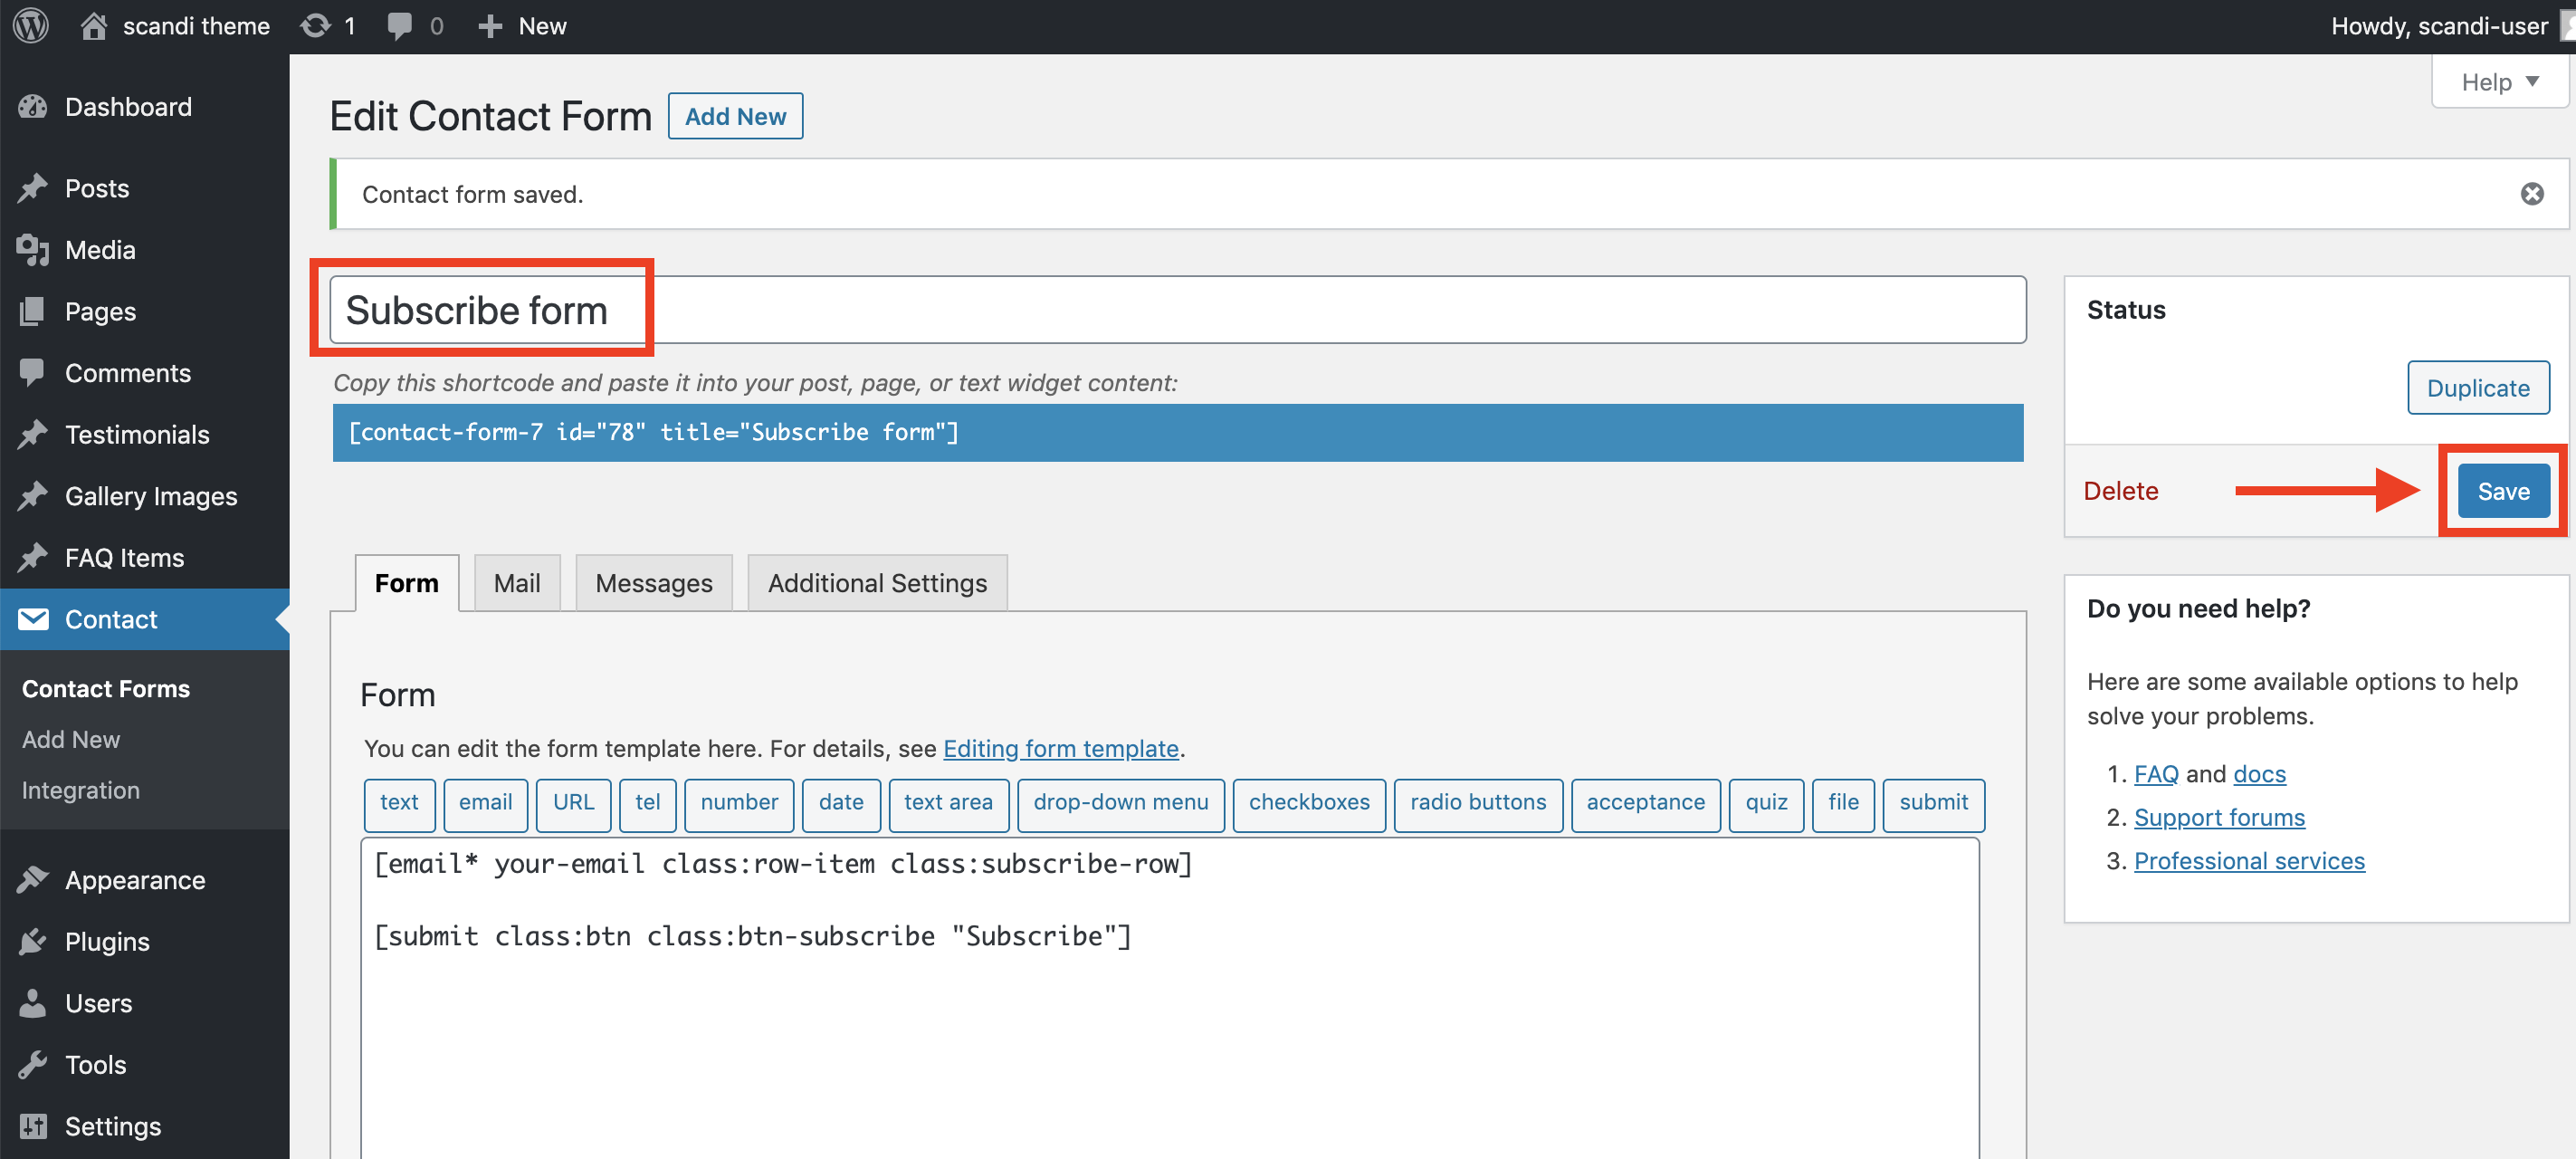 scandi theme 1 0 New
Howdy, scandi-user
Help
Dashboard
Posts
Media
Pages
Comments
Testimonials
Gallery Images
FAQ Items
Contact
Contact Forms
Add New
Integration
Appearance
Plugins
Users
Tools
Settings
Edit Contact Form
Add New
Contact form saved.
Subscribe form
Copy this shortcode and paste it into your post, page, or text widget content:
[contact-form-7 id="78" title="Subscribe form"]
Form Mail Messages Additional Settings
Form
You can edit the form template here. For details, see Editing form template.
text email URL tel number date text area drop-down menu checkboxes radio buttons acceptance quiz file submit
[email* your-email class:row-item class:subscribe-row]
[submit class:btn class:btn-subscribe "Subscribe"]
Status
Duplicate
Delete
Save
Do you need help?
Here are some available options to help
solve your problems.
1. FAQ and docs
2. Support forums
3. Professional services